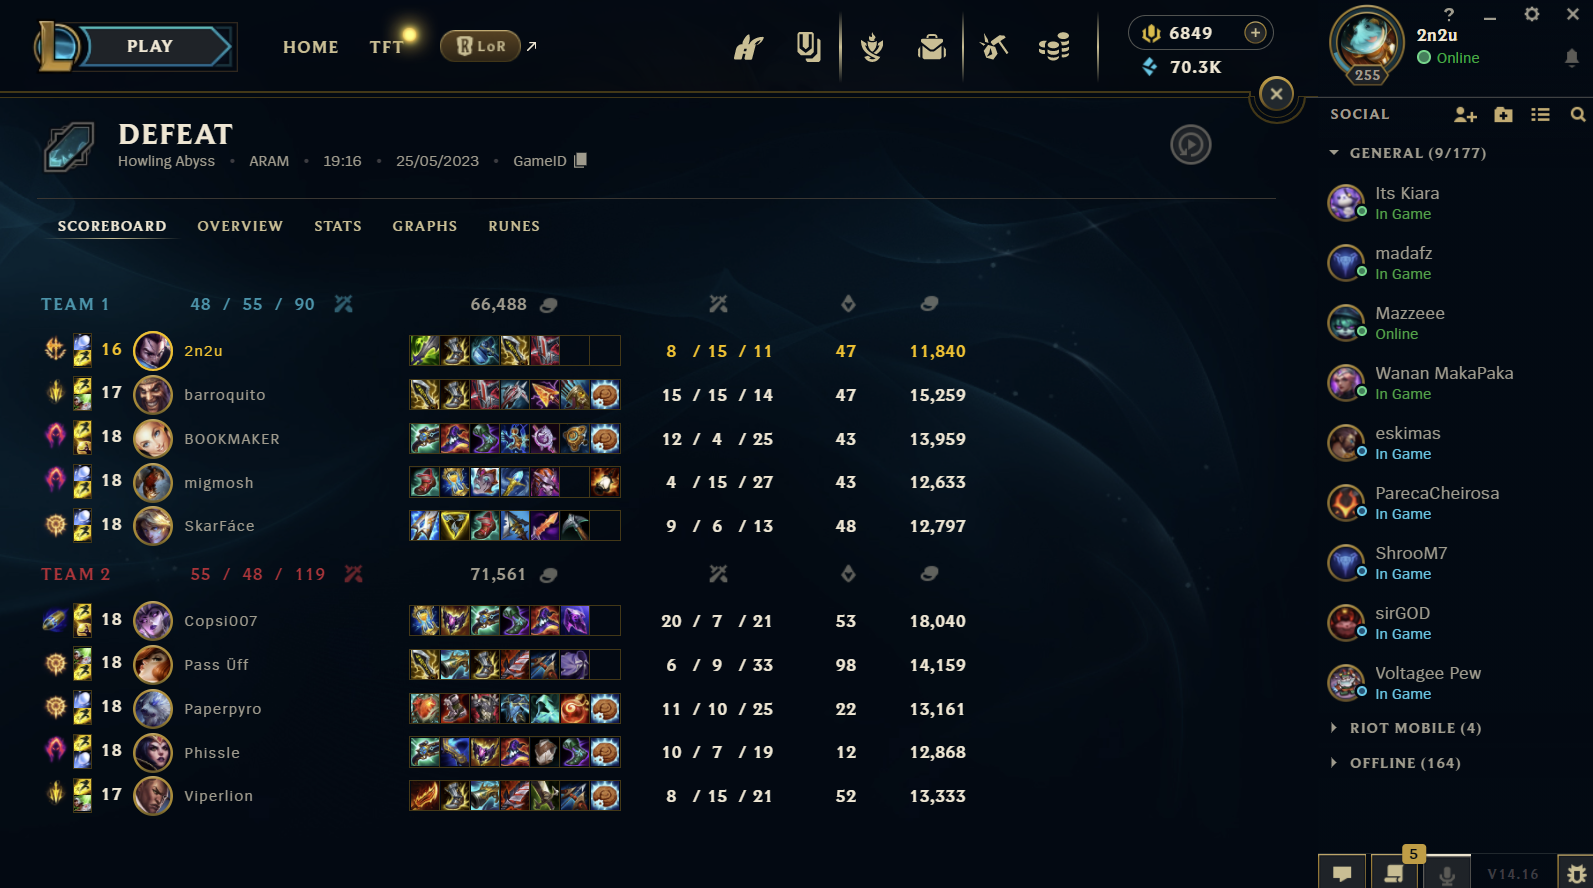 PLAY
HOME
TFT
LoR
6849
70.3K
255
2n2u
Online
DEFEAT
Howling Abyss • ARAM • 19:16 • 25/05/2023 • GameID
SCOREBOARD OVERVIEW STATS GRAPHS RUNES
TEAM 1 48 / 55 / 90 66,488
16 2n2u 8 / 15 / 11 47 11,840
17 barroquito 15 / 15 / 14 47 15,259
18 BOOKMAKER 12 / 4 / 25 43 13,959
18 migmosh 4 / 15 / 27 43 12,633
18 SkarFáce 9 / 6 / 13 48 12,797
TEAM 2 55 / 48 / 119 71,561
18 Copsi007 20 / 7 / 21 53 18,040
18 Pass Ûff 6 / 9 / 33 98 14,159
18 Paperpyro 11 / 10 / 25 22 13,161
18 Phissle 10 / 7 / 19 12 12,868
17 Viperlion 8 / 15 / 21 52 13,333
SOCIAL
GENERAL (9/177)
Its Kiara
In Game
madafz
In Game
Mazzeee
Online
Wanan MakaPaka
In Game
eskimas
In Game
ParecaCheirosa
In Game
ShrooM7
In Game
sirGOD
In Game
Voltagee Pew
In Game
RIOT MOBILE (4)
OFFLINE (164)
5
V14.16